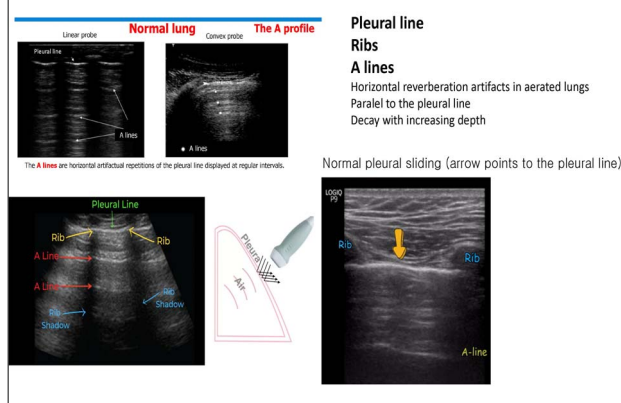 Normal lung
The A profile
Linear probe
Convex probe
Pleural line
A lines
A lines
The A lines are horizontal artifactual repetitions of the pleural line displayed at regular intervals.
Pleural line
Ribs
A lines
Horizontal reverberation artifacts in aerated lungs
Paralel to the pleural line
Decay with increasing depth
Normal pleural sliding (arrow points to the pleural line)
Pleural Line
Rib
Rib
A Line
A Line
Rib
Shadow
Rib
Shadow
Pleura
Air
LOGIQ
P9
Rib
Rib
A-line